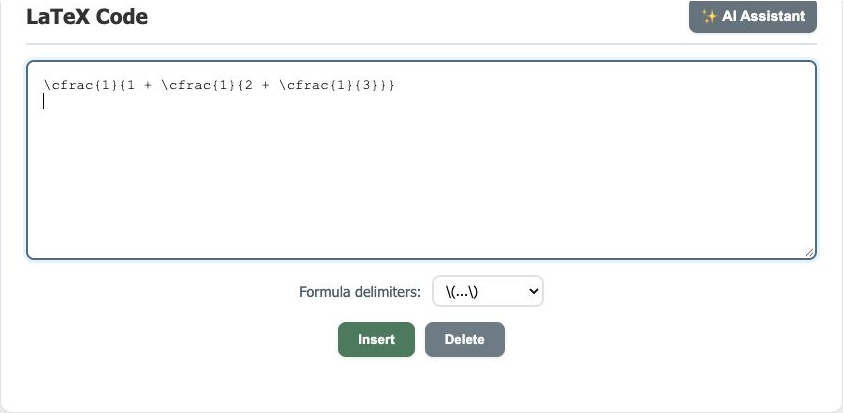 LaTeX Code
✨ AI Assistant
\cfrac{1}{1 + \cfrac{1}{2 + \cfrac{1}{3}}}
Formula delimiters: \(...\)
Insert Delete